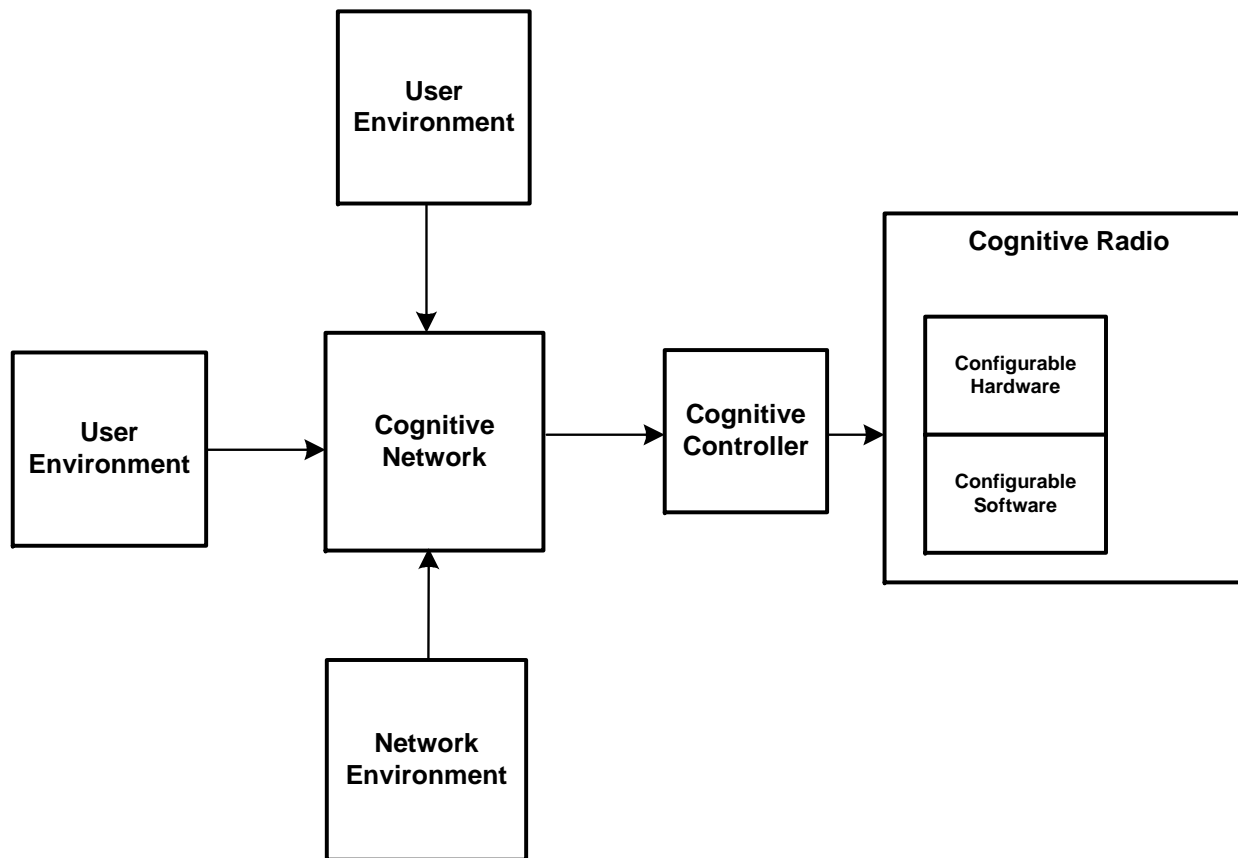 User
Environment
Cognitive Radio
Configurable
Hardware
User
Environment
Cognitive
Network
Cognitive
Controller
Configurable
Software
Network
Environment